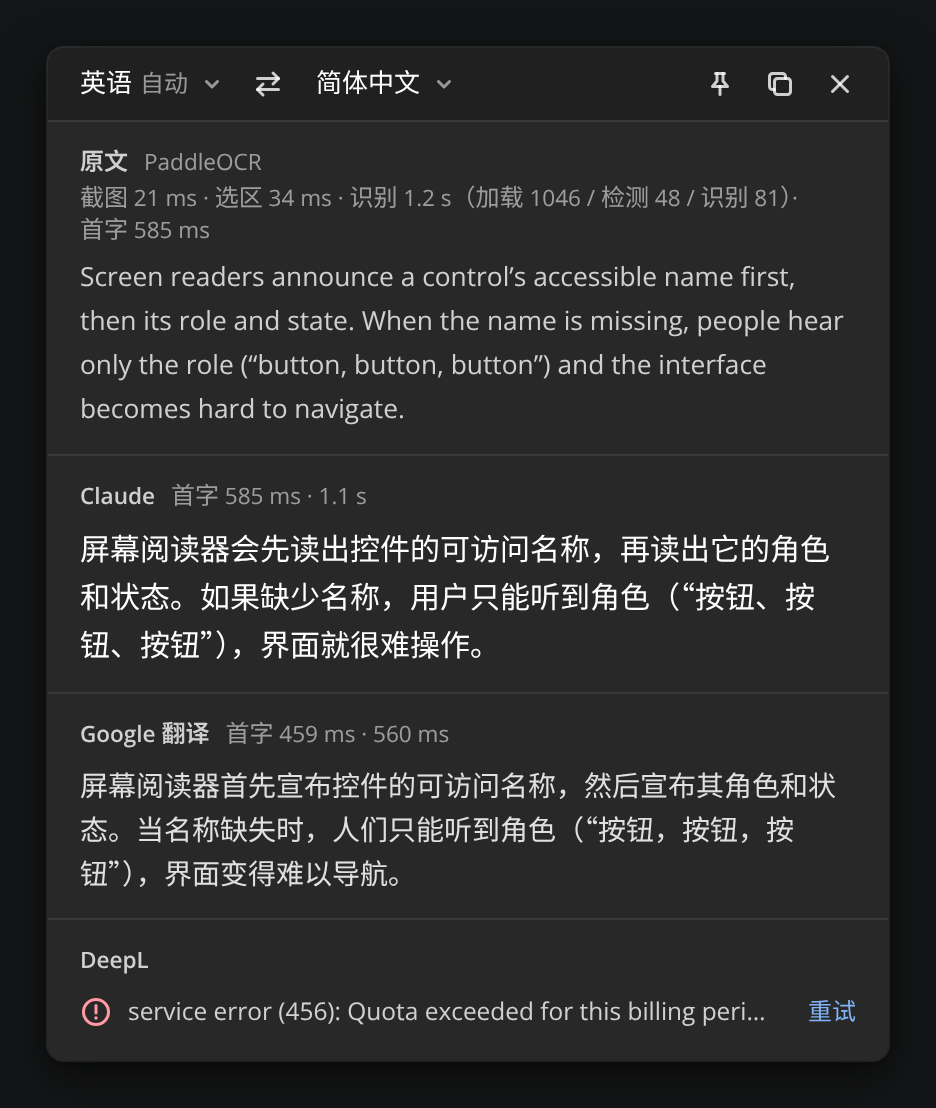 英语 自动 简体中文
原文 PaddleOCR
截图 21 ms · 选区 34 ms · 识别 1.2 s（加载 1046 / 检测 48 / 识别 81）·
首字 585 ms
Screen readers announce a control’s accessible name first,
then its role and state. When the name is missing, people hear
only the role (“button, button, button”) and the interface
becomes hard to navigate.
Claude 首字 585 ms · 1.1 s
屏幕阅读器会先读出控件的可访问名称，再读出它的角色
和状态。如果缺少名称，用户只能听到角色（“按钮、按
钮、按钮”），界面就很难操作。
Google 翻译 首字 459 ms · 560 ms
屏幕阅读器首先宣布控件的可访问名称，然后宣布其角色和状
态。当名称缺失时，人们只能听到角色（“按钮，按钮，按
钮”），界面变得难以导航。
DeepL
service error (456): Quota exceeded for this billing peri... 重试